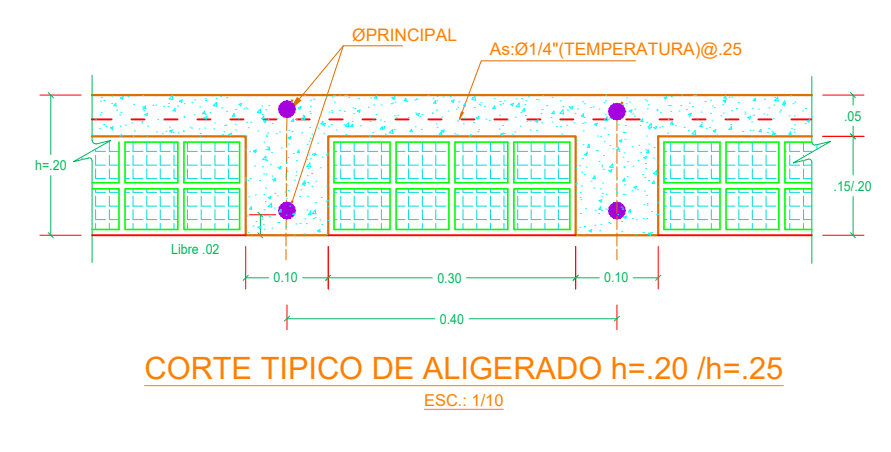 ØPRINCIPAL
As:Ø1/4"(TEMPERATURA)@.25
.05
h=.20
.15/.20
Libre .02
0.10
0.30
0.10
0.40
CORTE TIPICO DE ALIGERADO h=.20 /h=.25
ESC.: 1/10